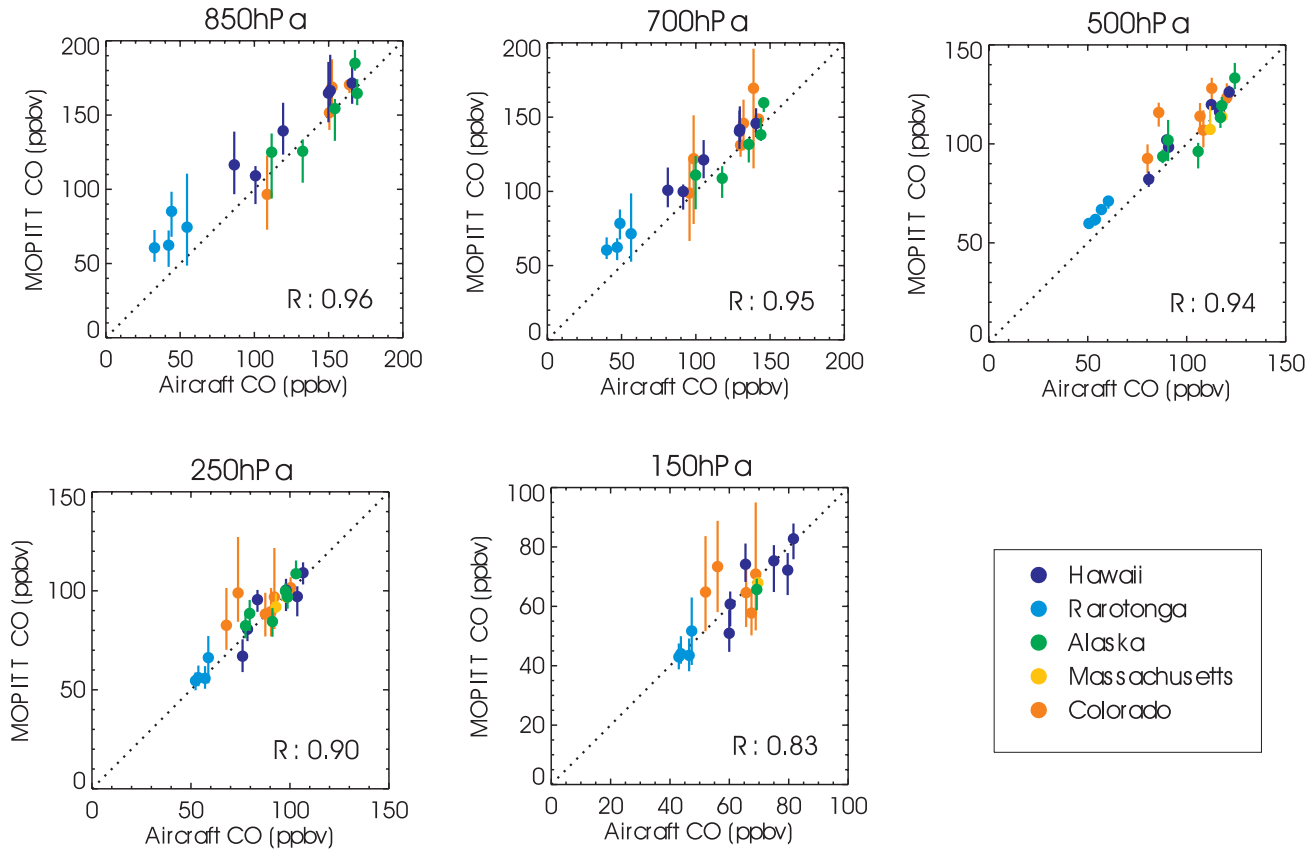 850hPa
MOPITT CO (ppbv)
200
150
100
50
0
R: 0.96
0 50 100 150 200
Aircraft CO (ppbv)
700hPa
MOPITT CO (ppbv)
200
150
100
50
0
R: 0.95
0 50 100 150 200
Aircraft CO (ppbv)
500hPa
MOPITT CO (ppbv)
150
100
50
0
R: 0.94
0 50 100 150
Aircraft CO (ppbv)
250hPa
MOPITT CO (ppbv)
150
100
50
0
R: 0.90
0 50 100 150
Aircraft CO (ppbv)
150hPa
MOPITT CO (ppbv)
100
80
60
40
20
0
R: 0.83
0 20 40 60 80 100
Aircraft CO (ppbv)
Hawaii
Rarotonga
Alaska
Massachusetts
Colorado